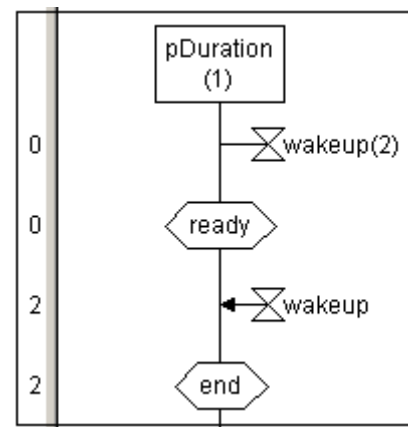 pDuration
(1)
0 wakeup(2)
0 ready
2 wakeup
2 end